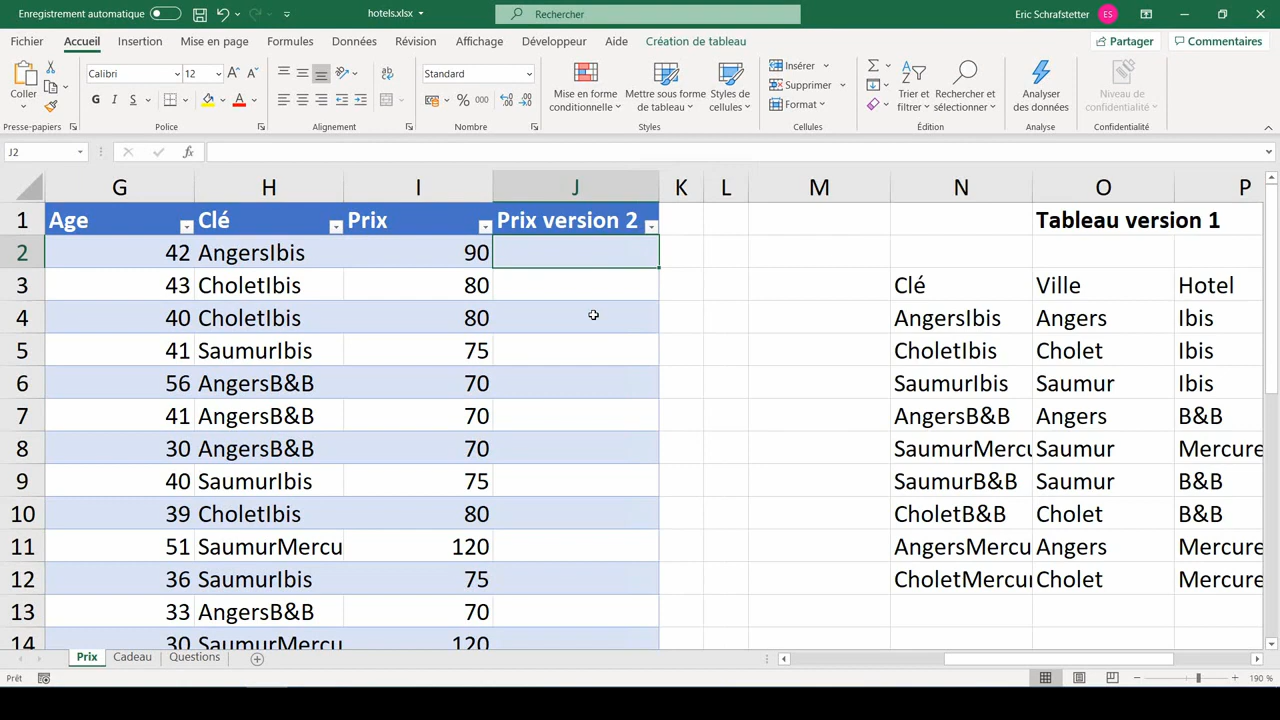 Enregistrement automatique hotels.xlsx Rechercher Eric Schrafstetter ES
Fichier Accueil Insertion Mise en page Formules Données Révision Affichage Développeur Aide Création de tableau Partager Commentaires
Coller Calibri 12 Standard Mise en forme conditionnelle Mettre sous forme de tableau Styles de cellules Insérer Supprimer Format Trier et filtrer Rechercher et sélectionner Analyser des données Niveau de confidentialité
G I S % 000
Presse-papiers Police Alignement Nombre Styles Cellules Édition Analyse Confidentialité
J2 fx
G H I J K L M N O P
1 Age Clé Prix Prix version 2 Tableau version 1
2 42 AngersIbis 90
3 43 CholetIbis 80 Clé Ville Hotel
4 40 CholetIbis 80 AngersIbis Angers Ibis
5 41 SaumurIbis 75 CholetIbis Cholet Ibis
6 56 AngersB&B 70 SaumurIbis Saumur Ibis
7 41 AngersB&B 70 AngersB&B Angers B&B
8 30 AngersB&B 70 SaumurMercu Saumur Mercure
9 40 SaumurIbis 75 SaumurB&B Saumur B&B
10 39 CholetIbis 80 CholetB&B Cholet B&B
11 51 SaumurMercu 120 AngersMercu Angers Mercure
12 36 SaumurIbis 75 CholetMercu Cholet Mercure
13 33 AngersB&B 70
14 30 SaumurMercu 120
Prix Cadeau Questions
Prêt 190 %